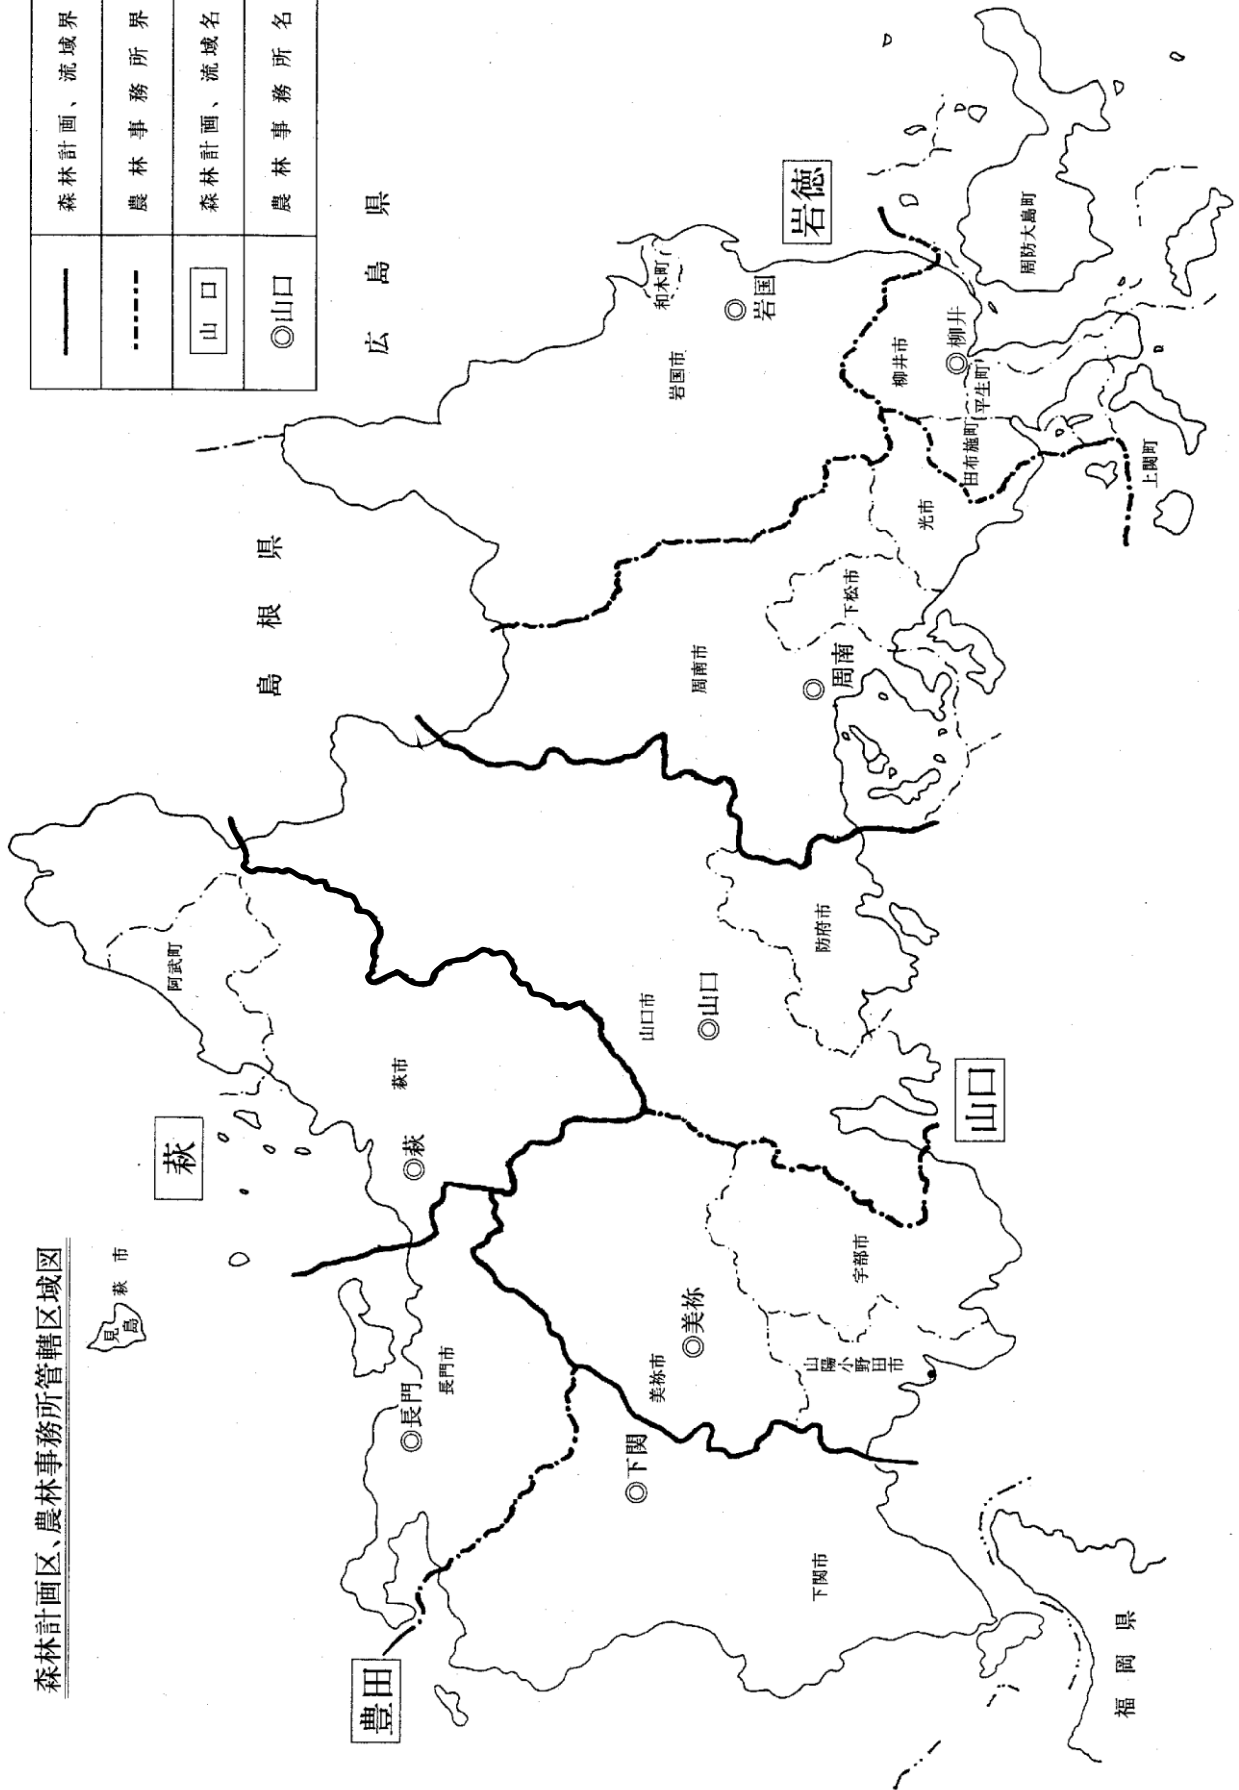 森林計画区、農林事務所管轄区域図
森林計画区、流域界
農林事務所界
山口
森林計画、流域名
◎山口
農林事務所名
見島
萩市
萩
阿武町
萩市
◎萩
島根県
広島県
豊田
◎長門
長門市
◎下関
下関市
美祢市
◎美祢
山陽小野田市
宇部市
山口市
◎山口
山口
防府市
周南市
◎周南
下松市
光市
岩国市
和木町
◎岩国
岩徳
柳井市
◎柳井
田布施町
平生町
上関町
周防大島町
福岡県